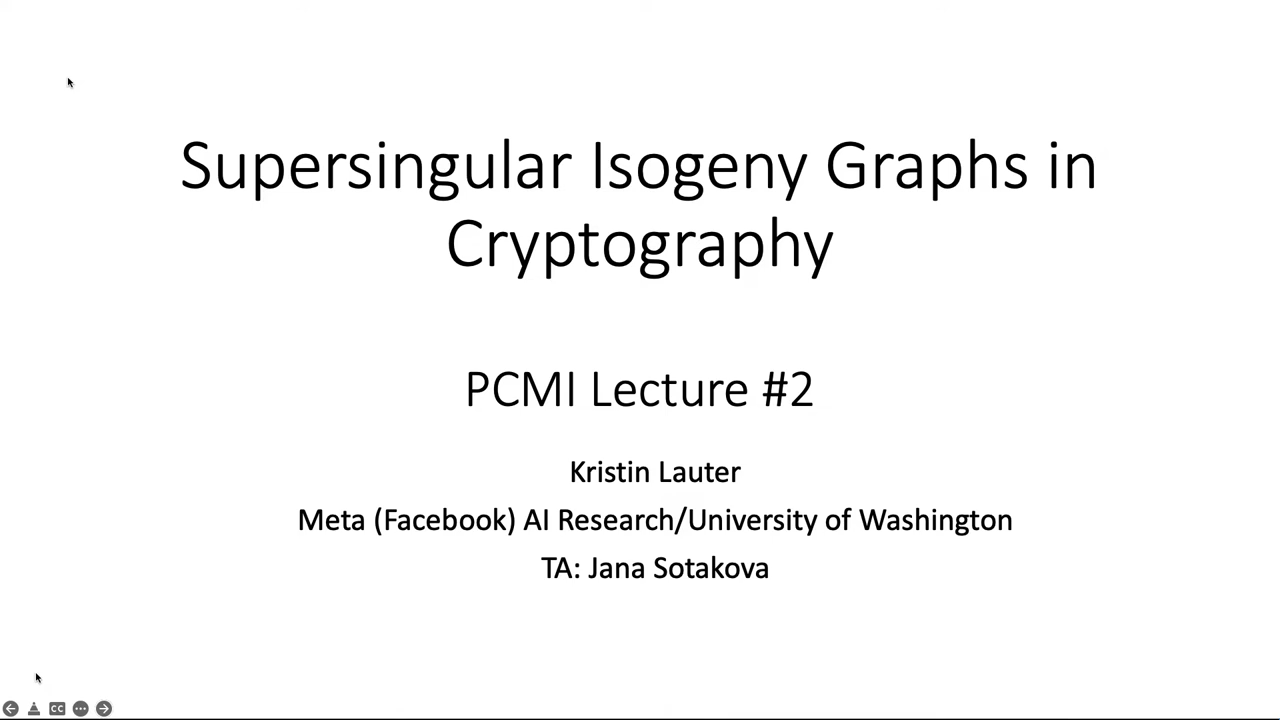 Supersingular Isogeny Graphs in
Cryptography
PCMI Lecture #2
Kristin Lauter
Meta (Facebook) AI Research/University of Washington
TA: Jana Sotakova
CC